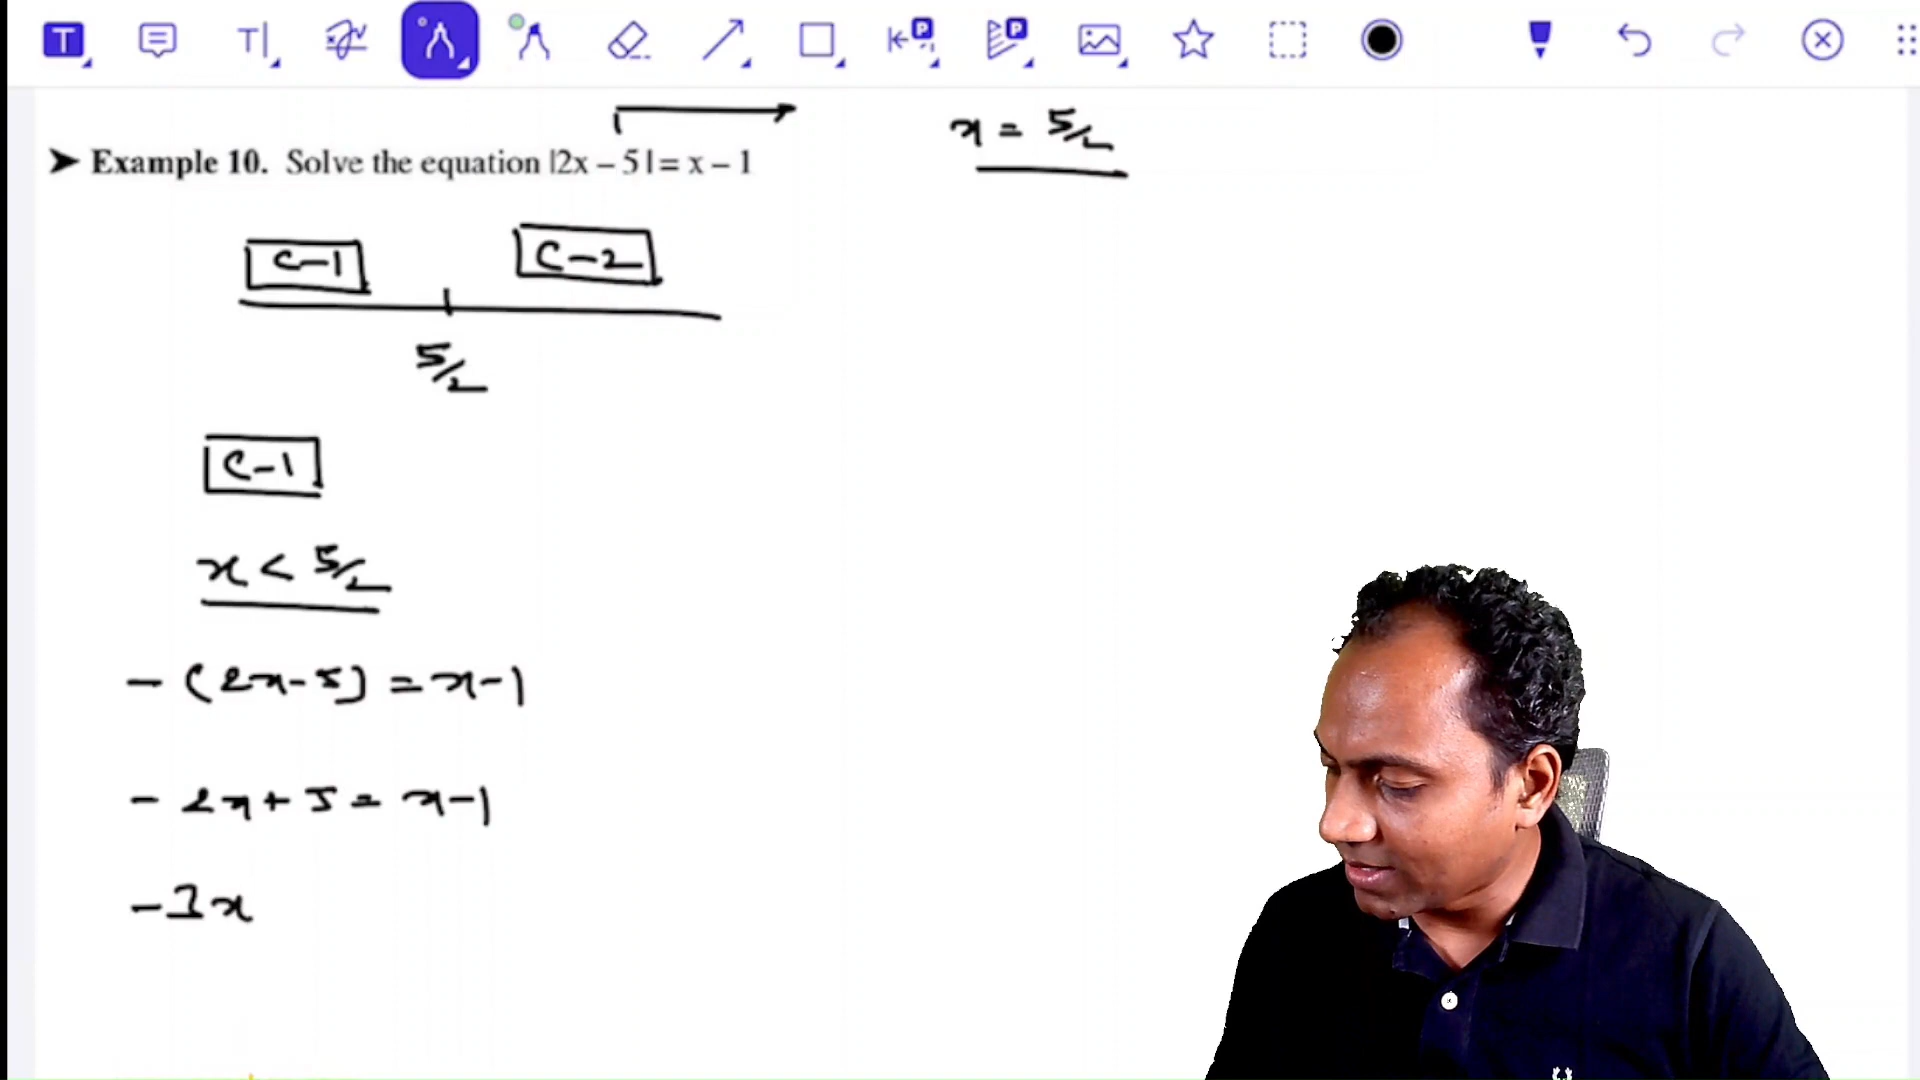 x = 5/2
➤ Example 10. Solve the equation |2x – 5| = x – 1
C-1 C-2
5/2
C-1
x < 5/2
- (2x-5) = x-1
- 2x + 5 = x-1
-3x